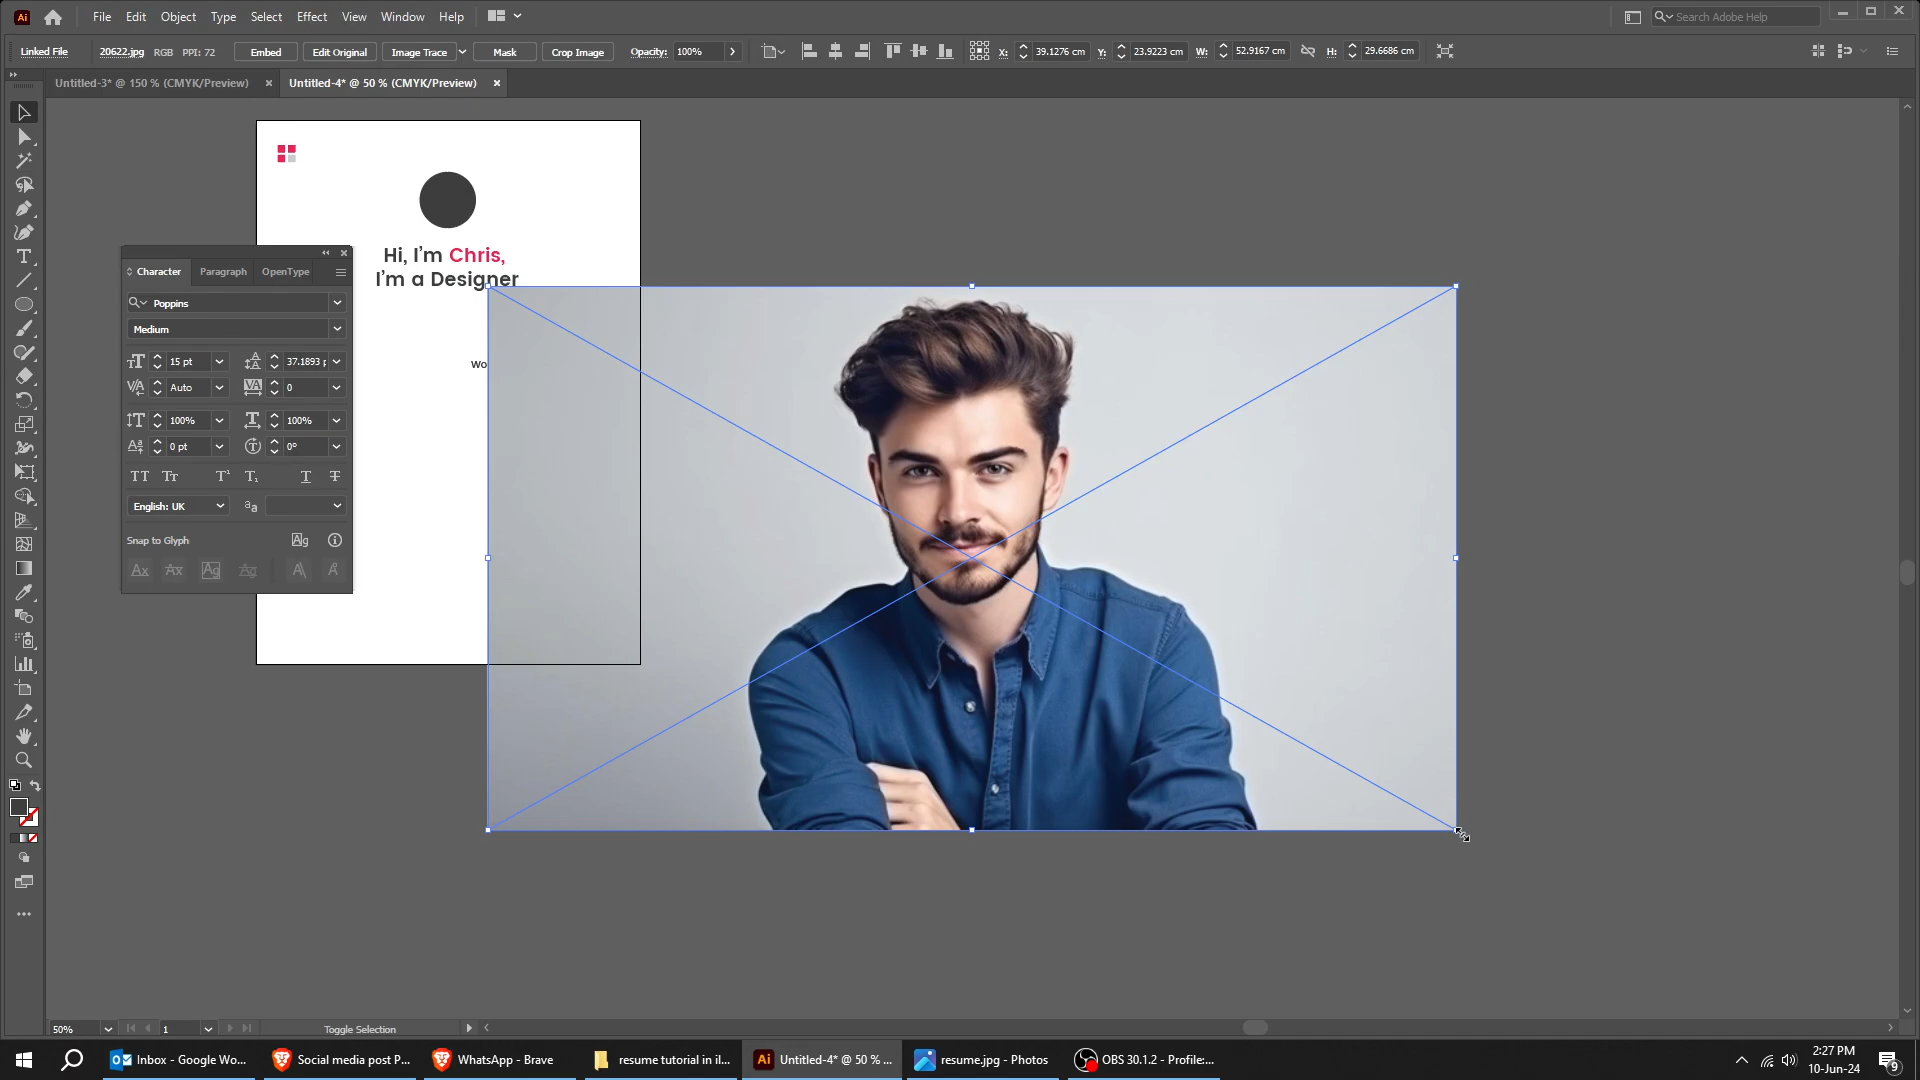 Ai File Edit Object Type Select Effect View Window Help Search Adobe Help
Linked File 20622.jpg RGB PPI: 72 Embed Edit Original Image Trace Mask Crop Image Opacity: 100% X: 39.1276 cm Y: 23.9223 cm W: 52.9167 cm H: 29.6686 cm
Untitled-3* @ 150 % (CMYK/Preview) × Untitled-4* @ 50 % (CMYK/Preview) ×
Hi, I'm Chris,
I'm a Designer
Wo
Character Paragraph OpenType
Poppins
Medium
15 pt 37.1893 p
Auto 0
100% 100%
0 pt 0°
English: UK
Snap to Glyph
50% 1 Toggle Selection
Inbox - Google Wo... Social media post P... WhatsApp - Brave resume tutorial in il... Untitled-4* @ 50 % ... resume.jpg - Photos OBS 30.1.2 - Profile:...
2:27 PM
10-Jun-24
9